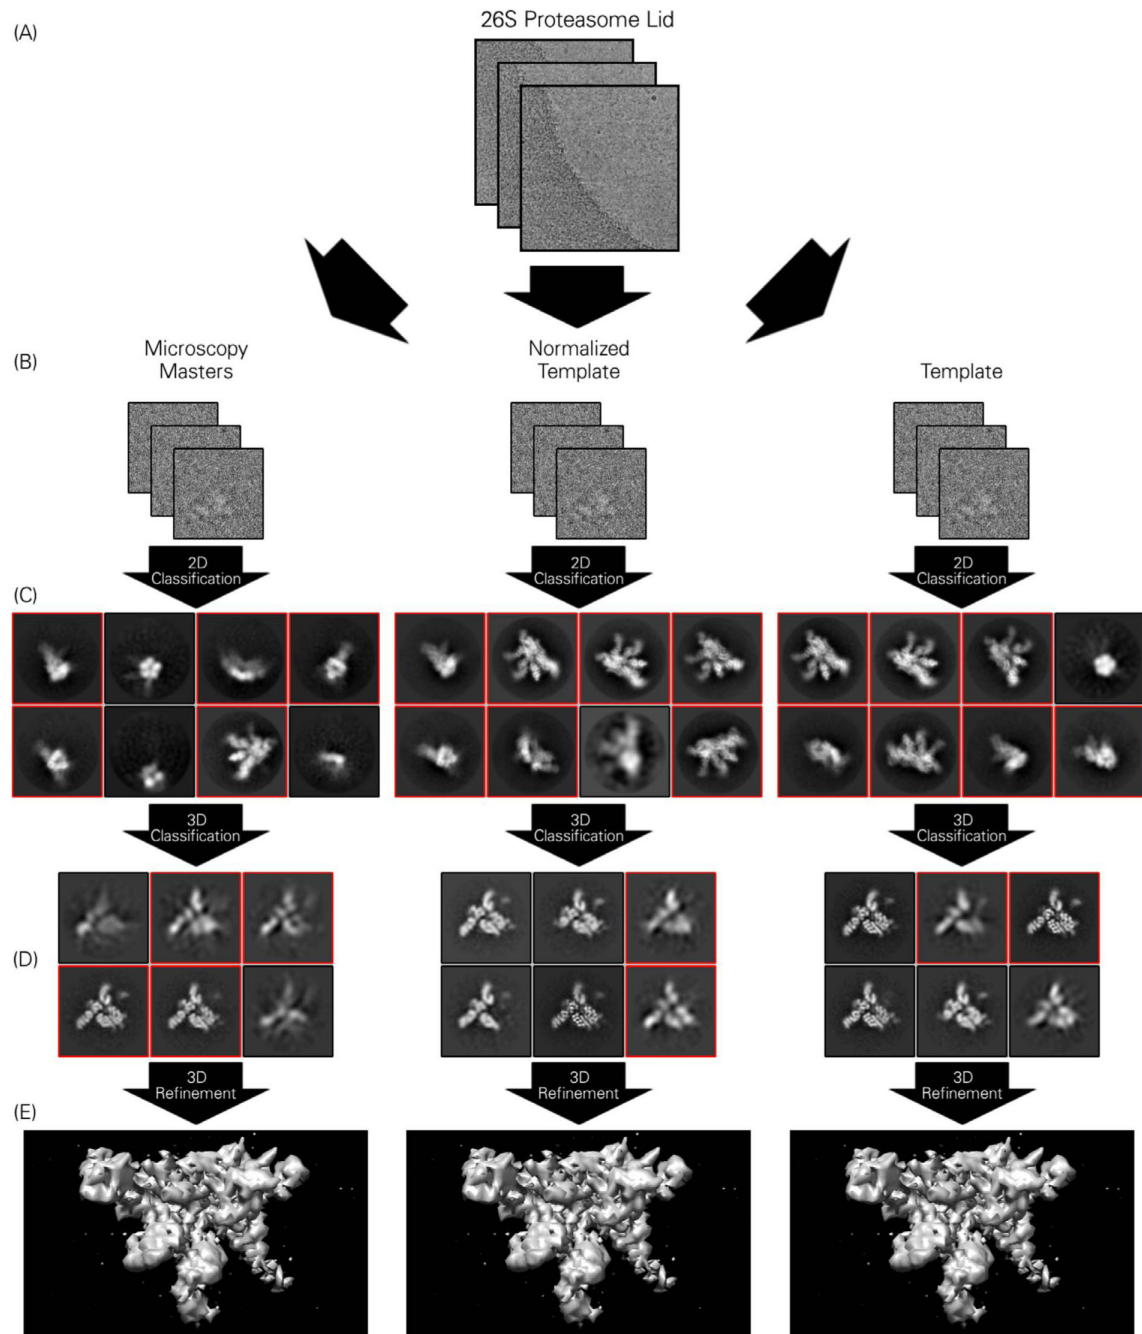 (A)
26S Proteasome Lid
(B)
Microscopy
Masters
Normalized
Template
Template
2D
Classification
2D
Classification
2D
Classification
(C)
3D
Classification
3D
Classification
3D
Classification
(D)
3D
Refinement
3D
Refinement
3D
Refinement
(E)